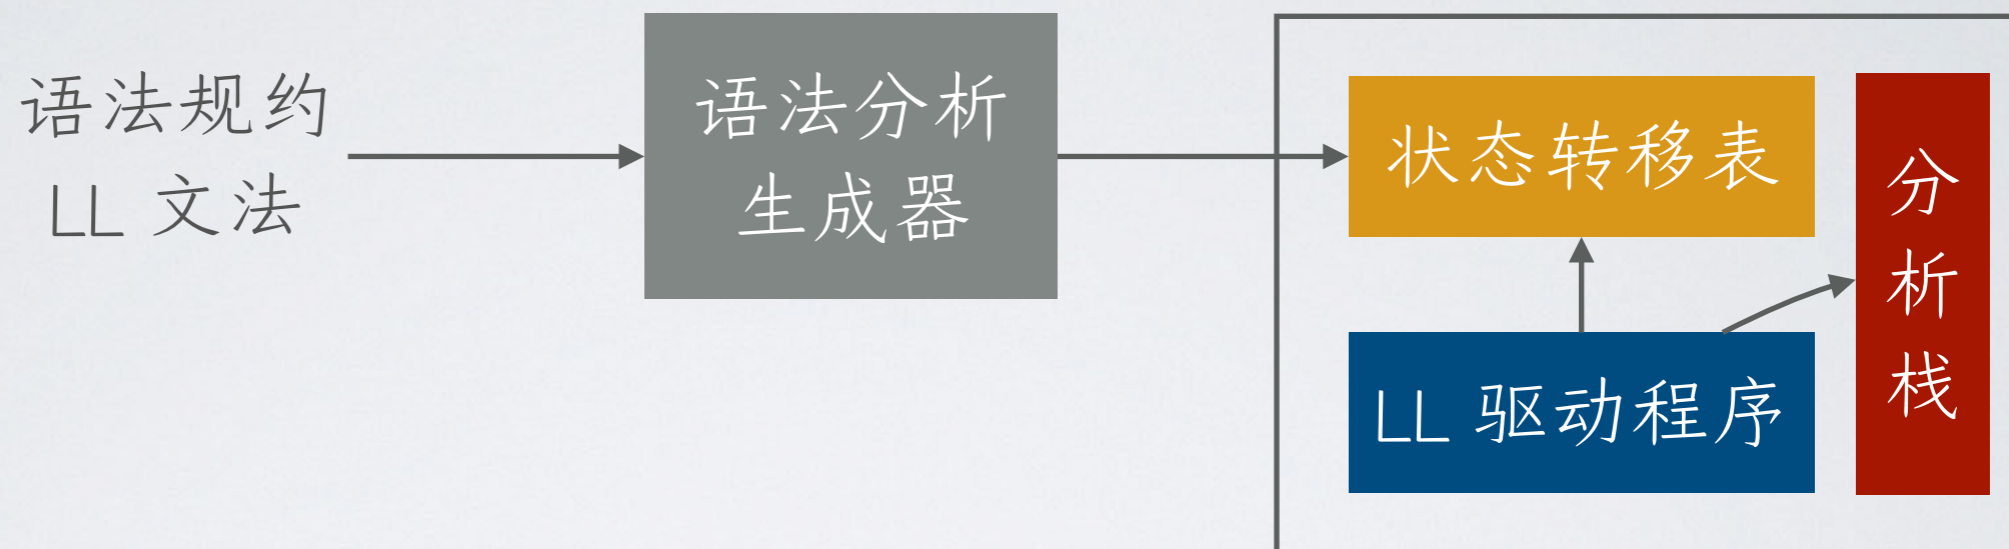 语法规约
LL 文法
语法分析
生成器
状态转移表
LL 驱动程序
分
析
栈